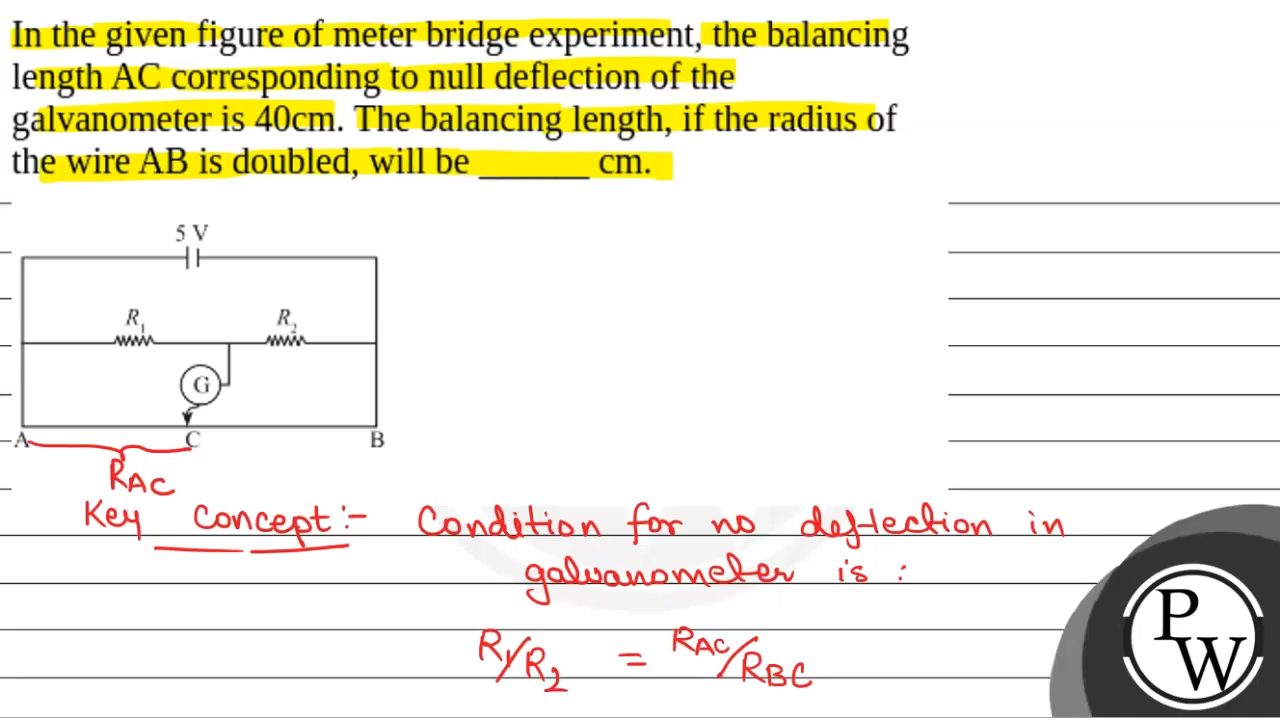 In the given figure of meter bridge experiment, the balancing
length AC corresponding to null deflection of the
galvanometer is 40cm. The balancing length, if the radius of
the wire AB is doubled, will be ______ cm.
5 V
R1 R2
G
A C B
RAC
Key Concept:- Condition for no deflection in
galvanometer is :
R1/R2 = RAC/RBC
P
W